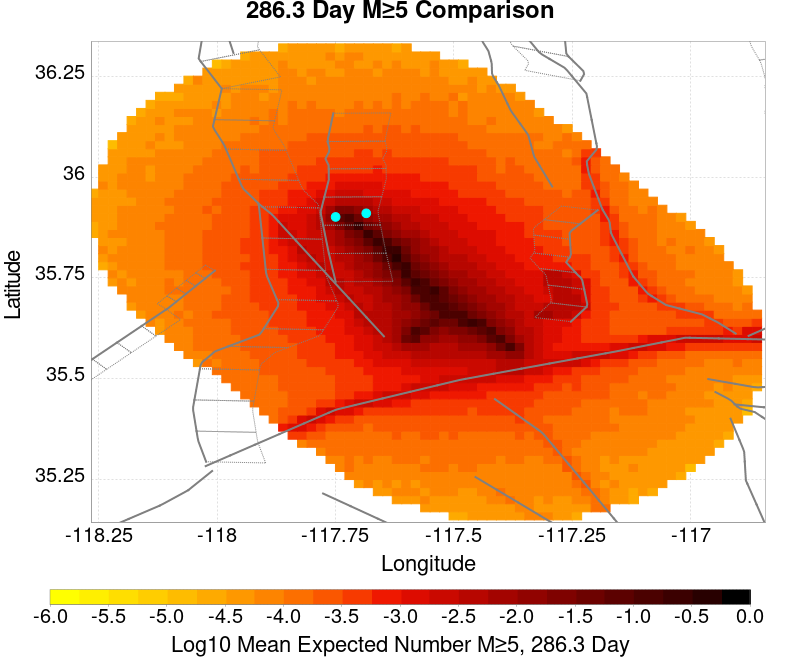 286.3 Day M≥5 Comparison
36.25
36
35.75
35.5
35.25
Latitude
-118.25 -118 -117.75 -117.5 -117.25 -117
Longitude
-6.0 -5.5 -5.0 -4.5 -4.0 -3.5 -3.0 -2.5 -2.0 -1.5 -1.0 -0.5 0.0
Log10 Mean Expected Number M≥5, 286.3 Day